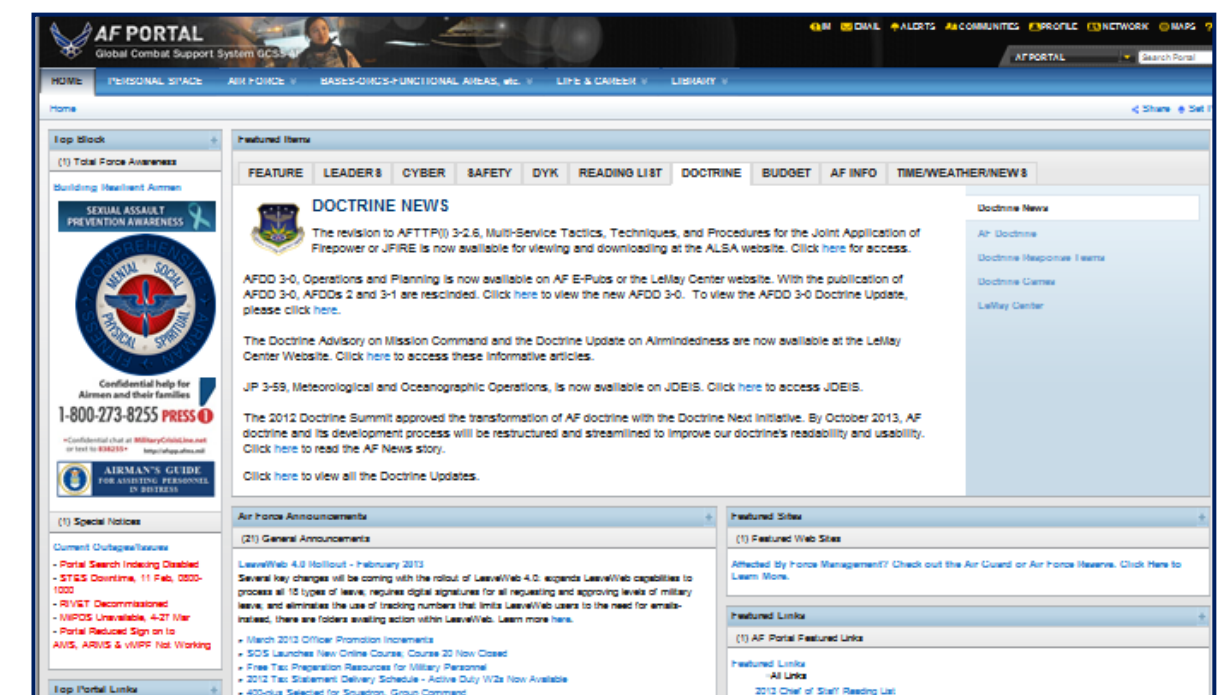 AF PORTAL
Global Combat Support System GCSS-AF
IM EMAIL ALERTS COMMUNITIES PROFILE NETWORK MAPS ?
AF PORTAL Search Portal
HOME PERSONAL SPACE AIR FORCE BASES-ORGS-FUNCTIONAL AREAS, etc. LIFE & CAREER LIBRARY
Home
Share Set
Top Block +
(1) Total Force Awareness
Building Resilient Airmen
SEXUAL ASSAULT
PREVENTION AWARENESS
COMPREHENSIVE AIRMAN FITNESS
MENTAL SOCIAL
PHYSICAL SPIRITUAL
Confidential help for
Airmen and their families
1-800-273-8255 PRESS 1
•Confidential chat at MilitaryCrisisLine.net
or text to 838255•
AIRMAN'S GUIDE
FOR ASSISTING PERSONNEL
IN DISTRESS
(1) Special Notices
Current Outages/Issues
- Portal Search Indexing Disabled
- STES Downtime, 11 Feb, 0800-
1000
- RIVET Decommissioned
- MilPDS Unavailable, 4-27 Mar
- Portal Reduced Sign on to
AMS, ARMS & vMPF Not Working
Top Portal Links +
Featured Items
FEATURE LEADERS CYBER SAFETY DYK READING LIST DOCTRINE BUDGET AF INFO TIME/WEATHER/NEWS
DOCTRINE NEWS
The revision to AFTTP(I) 3-2.6, Multi-Service Tactics, Techniques, and Procedures for the Joint Application of
Firepower or JFIRE is now available for viewing and downloading at the ALSA website. Click here for access.
AFDD 3-0, Operations and Planning is now available on AF E-Pubs or the LeMay Center website. With the publication of
AFDD 3-0, AFDDs 2 and 3-1 are rescinded. Click here to view the new AFDD 3-0. To view the AFDD 3-0 Doctrine Update,
please click here.
The Doctrine Advisory on Mission Command and the Doctrine Update on Airmindedness are now available at the LeMay
Center Website. Click here to access these informative articles.
JP 3-59, Meteorological and Oceanographic Operations, is now available on JDEIS. Click here to access JDEIS.
The 2012 Doctrine Summit approved the transformation of AF doctrine with the Doctrine Next Initiative. By October 2013, AF
doctrine and its development process will be restructured and streamlined to improve our doctrine's readability and usability.
Click here to read the AF News story.
Click here to view all the Doctrine Updates.
Doctrine News
AF Doctrine
Doctrine Response Teams
Doctrine Games
LeMay Center
Air Force Announcements +
(21) General Announcements
LeaveWeb 4.0 Rollout - February 2013
Several key changes will be coming with the rollout of LeaveWeb 4.0: expands LeaveWeb capabilities to
process all 18 types of leave, requires digital signatures for all requesting and approving levels of military
leave, and eliminates the use of tracking numbers that limits LeaveWeb users to the need for emails-
instead, there are folders awaiting action within LeaveWeb. Learn more here.
March 2013 Officer Promotion Increments
SOS Launches New Online Course; Course 20 Now Closed
Free Tax Preparation Resources for Military Personnel
2012 Tax Statement Delivery Schedule - Active Duty W2s Now Available
400-plus Selected for Squadron, Group Command
Featured Sites +
(1) Featured Web Sites
Affected By Force Management? Check out the Air Guard or Air Force Reserve. Click Here to
Learn More.
Featured Links +
(1) AF Portal Featured Links
Featured Links
-All Links
2013 Chief of Staff Reading List